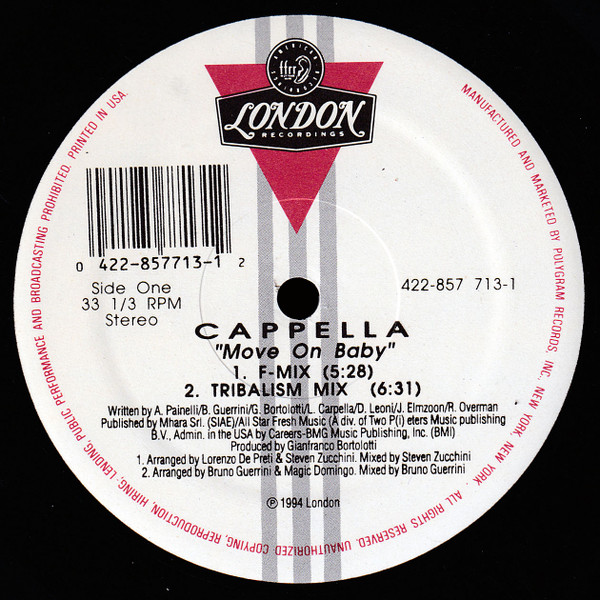 AMERICAN RECORDINGS
ffrr
LONDON
RECORDINGS
MANUFACTURED AND MARKETED BY POLYGRAM RECORDS, INC. NEW YORK, NEW YORK. ALL RIGHTS RESERVED. UNAUTHORIZED COPYING, REPRODUCTION, HIRING, LENDING, PUBLIC PERFORMANCE AND BROADCASTING PROHIBITED. PRINTED IN USA.
0 422-857713-1 2
Side One
33 1/3 RPM
Stereo
422-857 713-1
CAPPELLA
"Move On Baby"
1. F-MIX (5:28)
2. TRIBALISM MIX (6:31)
Written by A. Painelli/B. Guerrini/G. Bortolotti/L. Carpella/D. Leoni/J. Elmzoon/R. Overman
Published by Mhara Srl. (SIAE)/All Star Fresh Music (A div. of Two P(i) eters Music publishing
B.V., Admin. in the USA by Careers-BMG Music Publishing, Inc. (BMI)
Produced by Gianfranco Bortolotti
1. Arranged by Lorenzo De Preti & Steven Zucchini. Mixed by Steven Zucchini
2. Arranged by Bruno Guerrini & Magic Domingo. Mixed by Bruno Guerrini
℗ 1994 London